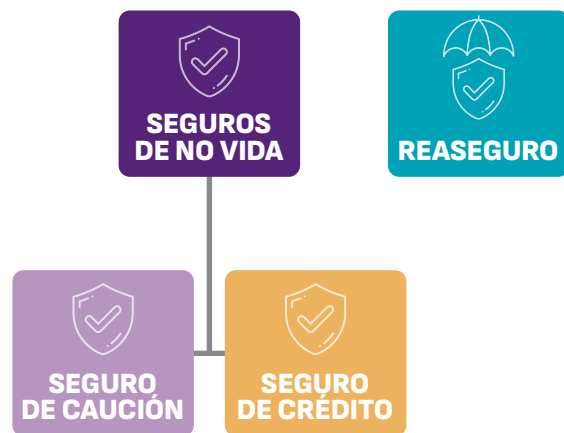 SEGUROS
DE NO VIDA
REASEGURO
SEGURO
DE CAUCIÓN
SEGURO
DE CRÉDITO